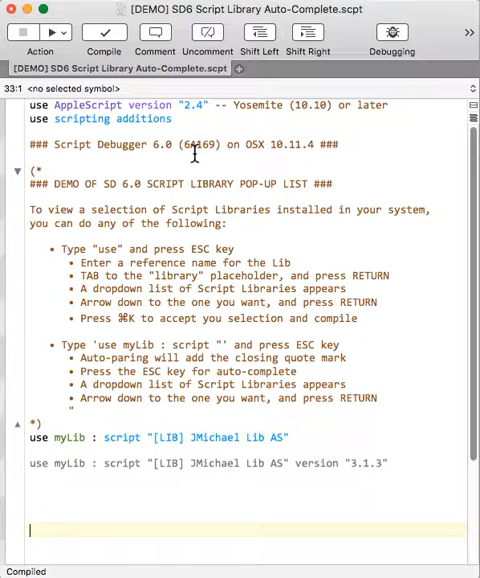 [DEMO] SD6 Script Library Auto-Complete.scpt
Action
Compile
Comment
Uncomment
Shift Left
Shift Right
Debugging
[DEMO] SD6 Script Library Auto-Complete.scpt
33:1 <no selected symbol>
use AppleScript version "2.4" -- Yosemite (10.10) or later
use scripting additions
### Script Debugger 6.0 (6A169) on OSX 10.11.4 ###
(*
### DEMO OF SD 6.0 SCRIPT LIBRARY POP-UP LIST ###
To view a selection of Script Libraries installed in your system,
you can do any of the following:
• Type "use" and press ESC key
• Enter a reference name for the Lib
• TAB to the "library" placeholder, and press RETURN
• A dropdown list of Script Libraries appears
• Arrow down to the one you want, and press RETURN
• Press ⌘K to accept you selection and compile
• Type 'use myLib : script "' and press ESC key
• Auto-paring will add the closing quote mark
• Press the ESC key for auto-complete
• A dropdown list of Script Libraries appears
• Arrow down to the one you want, and press RETURN
"
*)
use myLib : script "[LIB] JMichael Lib AS"
use myLib : script "[LIB] JMichael Lib AS" version "3.1.3"
Compiled